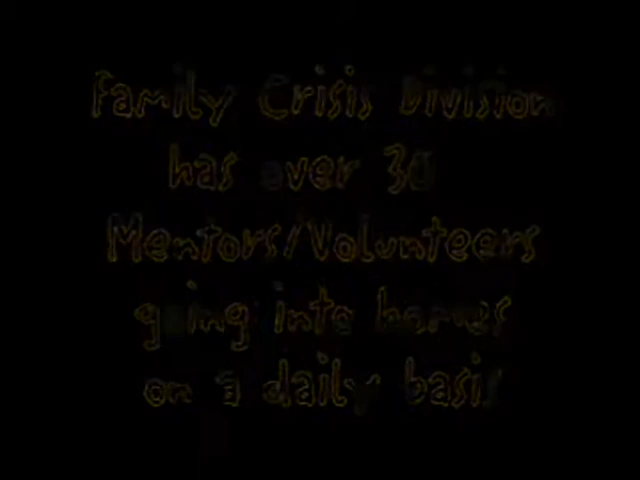 Family Crisis Division
has over 30
Mentors/Volunteers
going into homes
on a daily basis